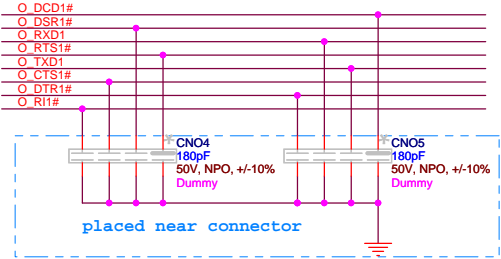 O_DCD1#
O_DSR1#
O_RXD1
O_RTS1#
O_TXD1
O_CTS1#
O_DTR1#
O_RI1#
CNO4
180pF
50V, NPO, +/-10%
Dummy
CNO5
180pF
50V, NPO, +/-10%
Dummy
placed near connector